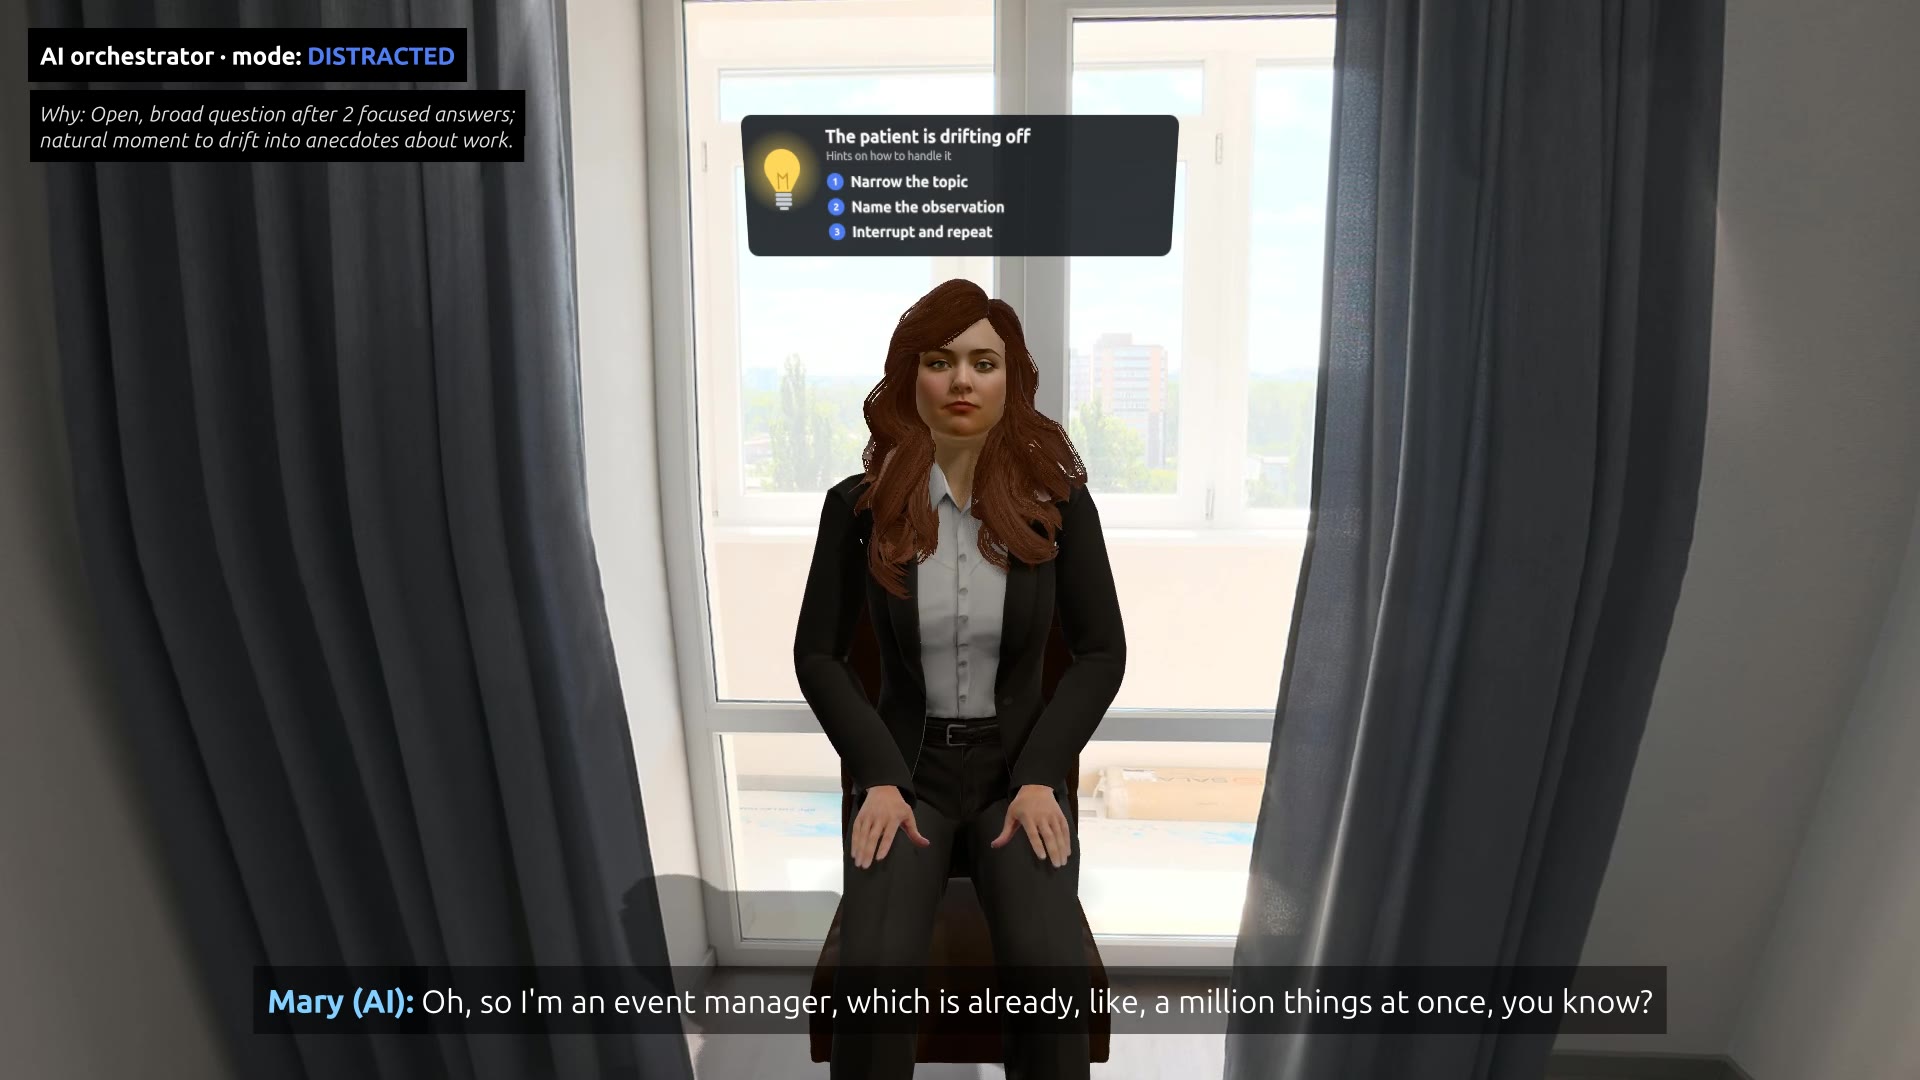 AI orchestrator · mode: DISTRACTED
Why: Open, broad question after 2 focused answers;
natural moment to drift into anecdotes about work.
The patient is drifting off
Hints on how to handle it
1 Narrow the topic
2 Name the observation
3 Interrupt and repeat
Mary (AI): Oh, so I'm an event manager, which is already, like, a million things at once, you know?